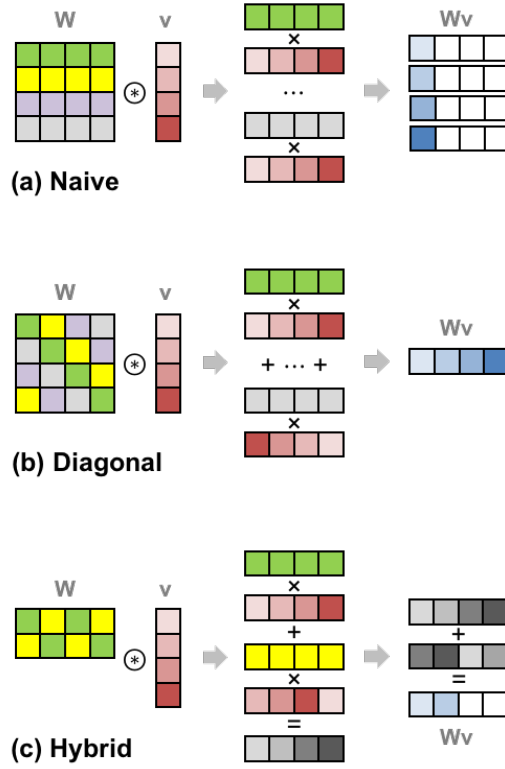 W v Wv
⊛
×
...
×
(a) Naive
W v Wv
⊛
×
+ ... +
×
(b) Diagonal
W v
⊛
×
+
+
×
=
=
Wv
(c) Hybrid